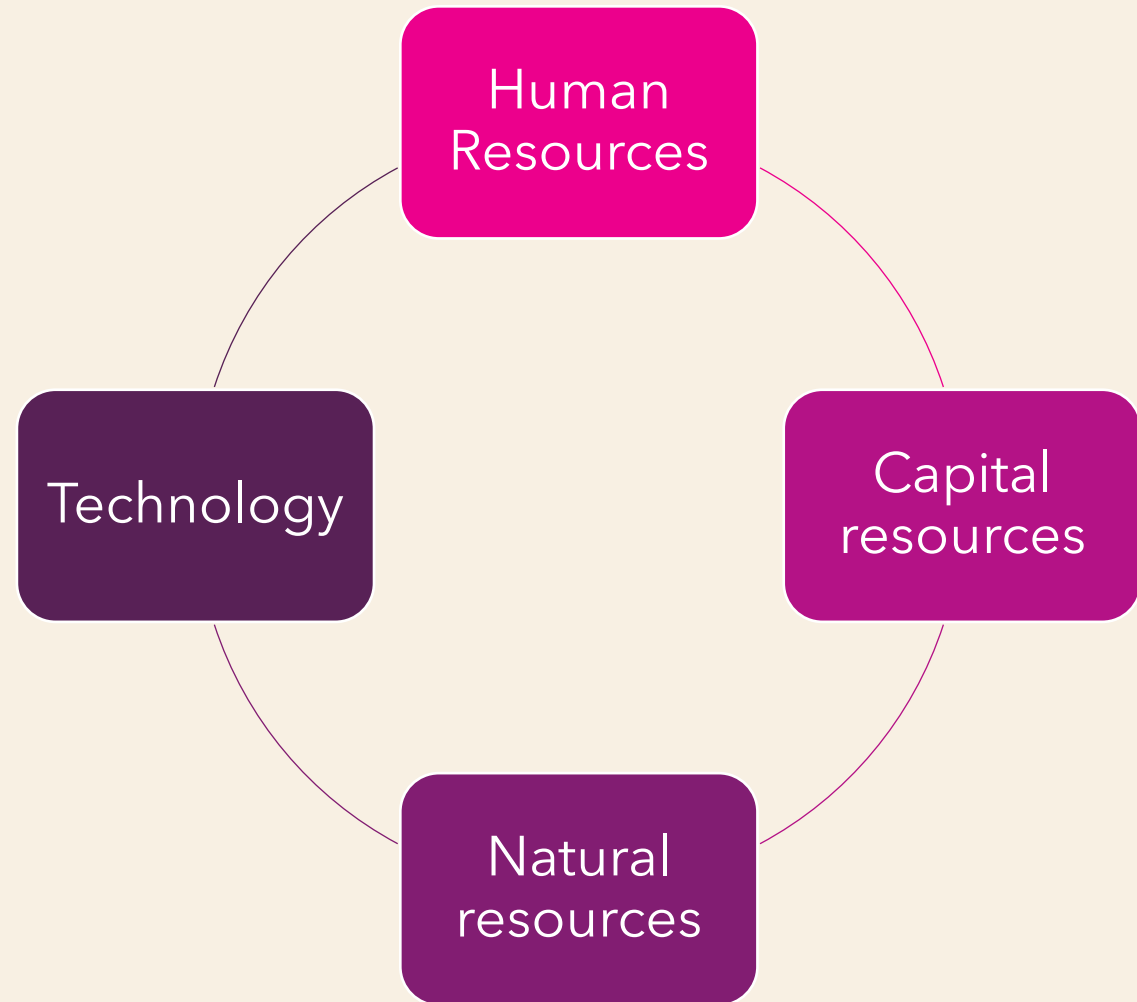 Human
Resources
Technology
Capital
resources
Natural
resources